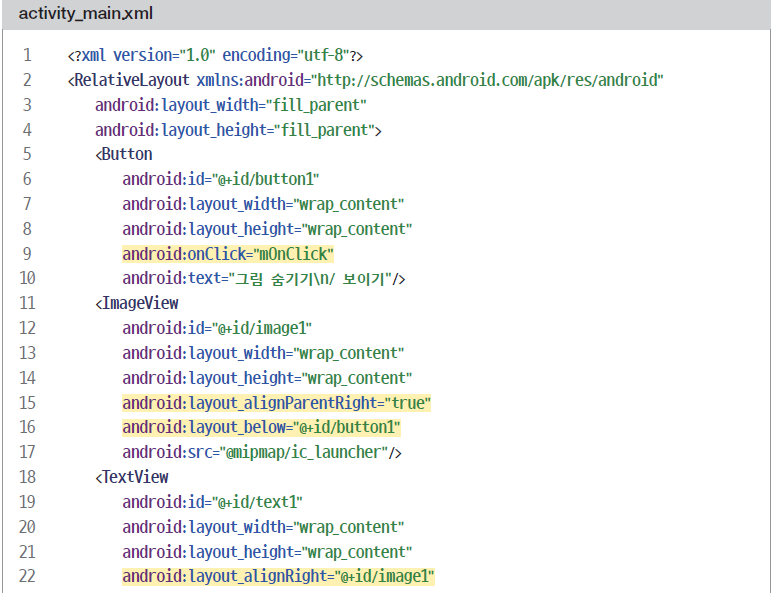 activity_main.xml
1 <?xml version="1.0" encoding="utf-8"?>
2 <RelativeLayout xmlns:android="http://schemas.android.com/apk/res/android"
3 android:layout_width="fill_parent"
4 android:layout_height="fill_parent">
5 <Button
6 android:id="@+id/button1"
7 android:layout_width="wrap_content"
8 android:layout_height="wrap_content"
9 android:onClick="mOnClick"
10 android:text="그림 숨기기\n/ 보이기"/>
11 <ImageView
12 android:id="@+id/image1"
13 android:layout_width="wrap_content"
14 android:layout_height="wrap_content"
15 android:layout_alignParentRight="true"
16 android:layout_below="@+id/button1"
17 android:src="@mipmap/ic_launcher"/>
18 <TextView
19 android:id="@+id/text1"
20 android:layout_width="wrap_content"
21 android:layout_height="wrap_content"
22 android:layout_alignRight="@+id/image1"